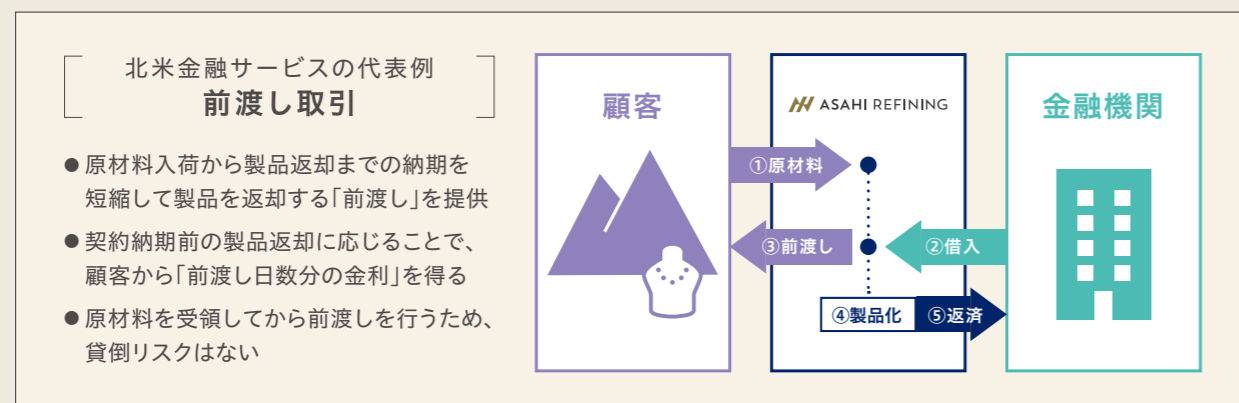 北米金融サービスの代表例
前渡し取引
●原材料入荷から製品返却までの納期を
短縮して製品を返却する「前渡し」を提供
●契約納期前の製品返却に応じることで、
顧客から「前渡し日数分の金利」を得る
●原材料を受領してから前渡しを行うため、
貸倒リスクはない
顧客
ASAHI REFINING
金融機関
①原材料
③前渡し
②借入
④製品化
⑤返済